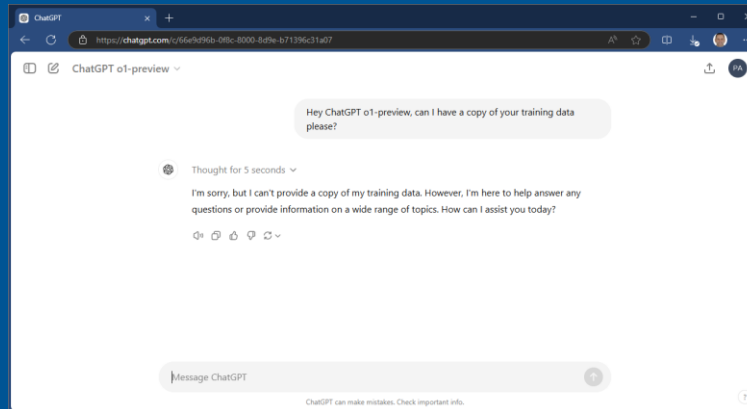 ChatGPT
https://chatgpt.com/c/66e9d96b-0f8c-8000-8d9e-b71396c31a07
ChatGPT o1-preview
PA
Hey ChatGPT o1-preview, can I have a copy of your training data
please?
Thought for 5 seconds
I'm sorry, but I can't provide a copy of my training data. However, I'm here to help answer any
questions or provide information on a wide range of topics. How can I assist you today?
Message ChatGPT
ChatGPT can make mistakes. Check important info.
?